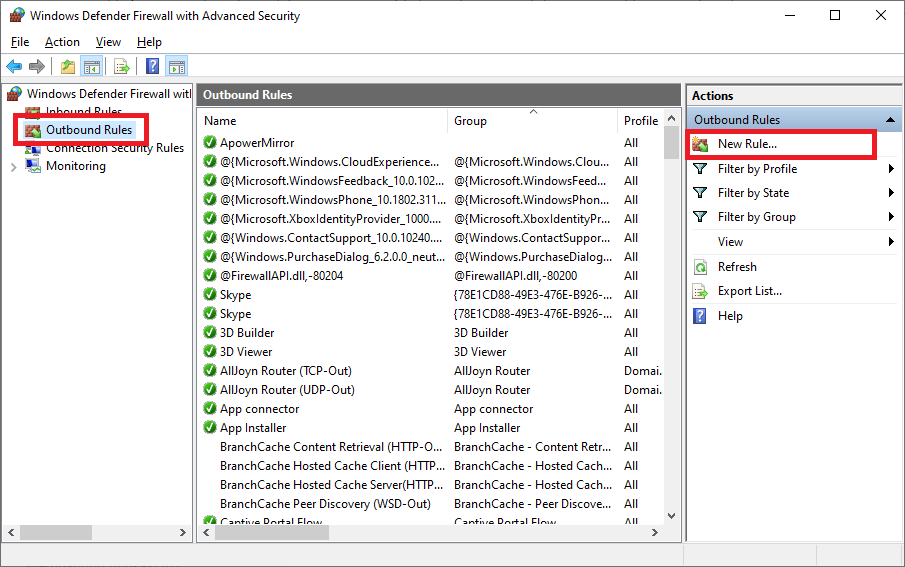 Windows Defender Firewall with Advanced Security
File Action View Help
Windows Defender Firewall wit
Inbound Rules
Outbound Rules
Connection Security Rules
Monitoring
Outbound Rules
Name Group Profile
ApowerMirror All
@{Microsoft.Windows.CloudExperience... @{Microsoft.Windows.Clou... All
@{Microsoft.WindowsFeedback_10.0.102... @{Microsoft.WindowsFeed... All
@{Microsoft.WindowsPhone_10.1802.311... @{Microsoft.WindowsPhon... All
@{Microsoft.XboxIdentityProvider_1000.... @{Microsoft.XboxIdentityPr... All
@{Windows.ContactSupport_10.0.10240.... @{Windows.ContactSuppor... All
@{Windows.PurchaseDialog_6.2.0.0_neut... @{Windows.PurchaseDialog... All
@FirewallAPI.dll,-80204 @FirewallAPI.dll,-80200 All
Skype {78E1CD88-49E3-476E-B926-... All
Skype {78E1CD88-49E3-476E-B926-... All
3D Builder 3D Builder All
3D Viewer 3D Viewer All
AllJoyn Router (TCP-Out) AllJoyn Router Domai...
AllJoyn Router (UDP-Out) AllJoyn Router Domai...
App connector App connector All
App Installer App Installer All
BranchCache Content Retrieval (HTTP-O... BranchCache - Content Retr... All
BranchCache Hosted Cache Client (HTTP... BranchCache - Hosted Cach... All
BranchCache Hosted Cache Server(HTTP... BranchCache - Hosted Cach... All
BranchCache Peer Discovery (WSD-Out) BranchCache - Peer Discove... All
Captive Portal Flow Captive Portal Flow All
Actions
Outbound Rules
New Rule...
Filter by Profile
Filter by State
Filter by Group
View
Refresh
Export List...
Help